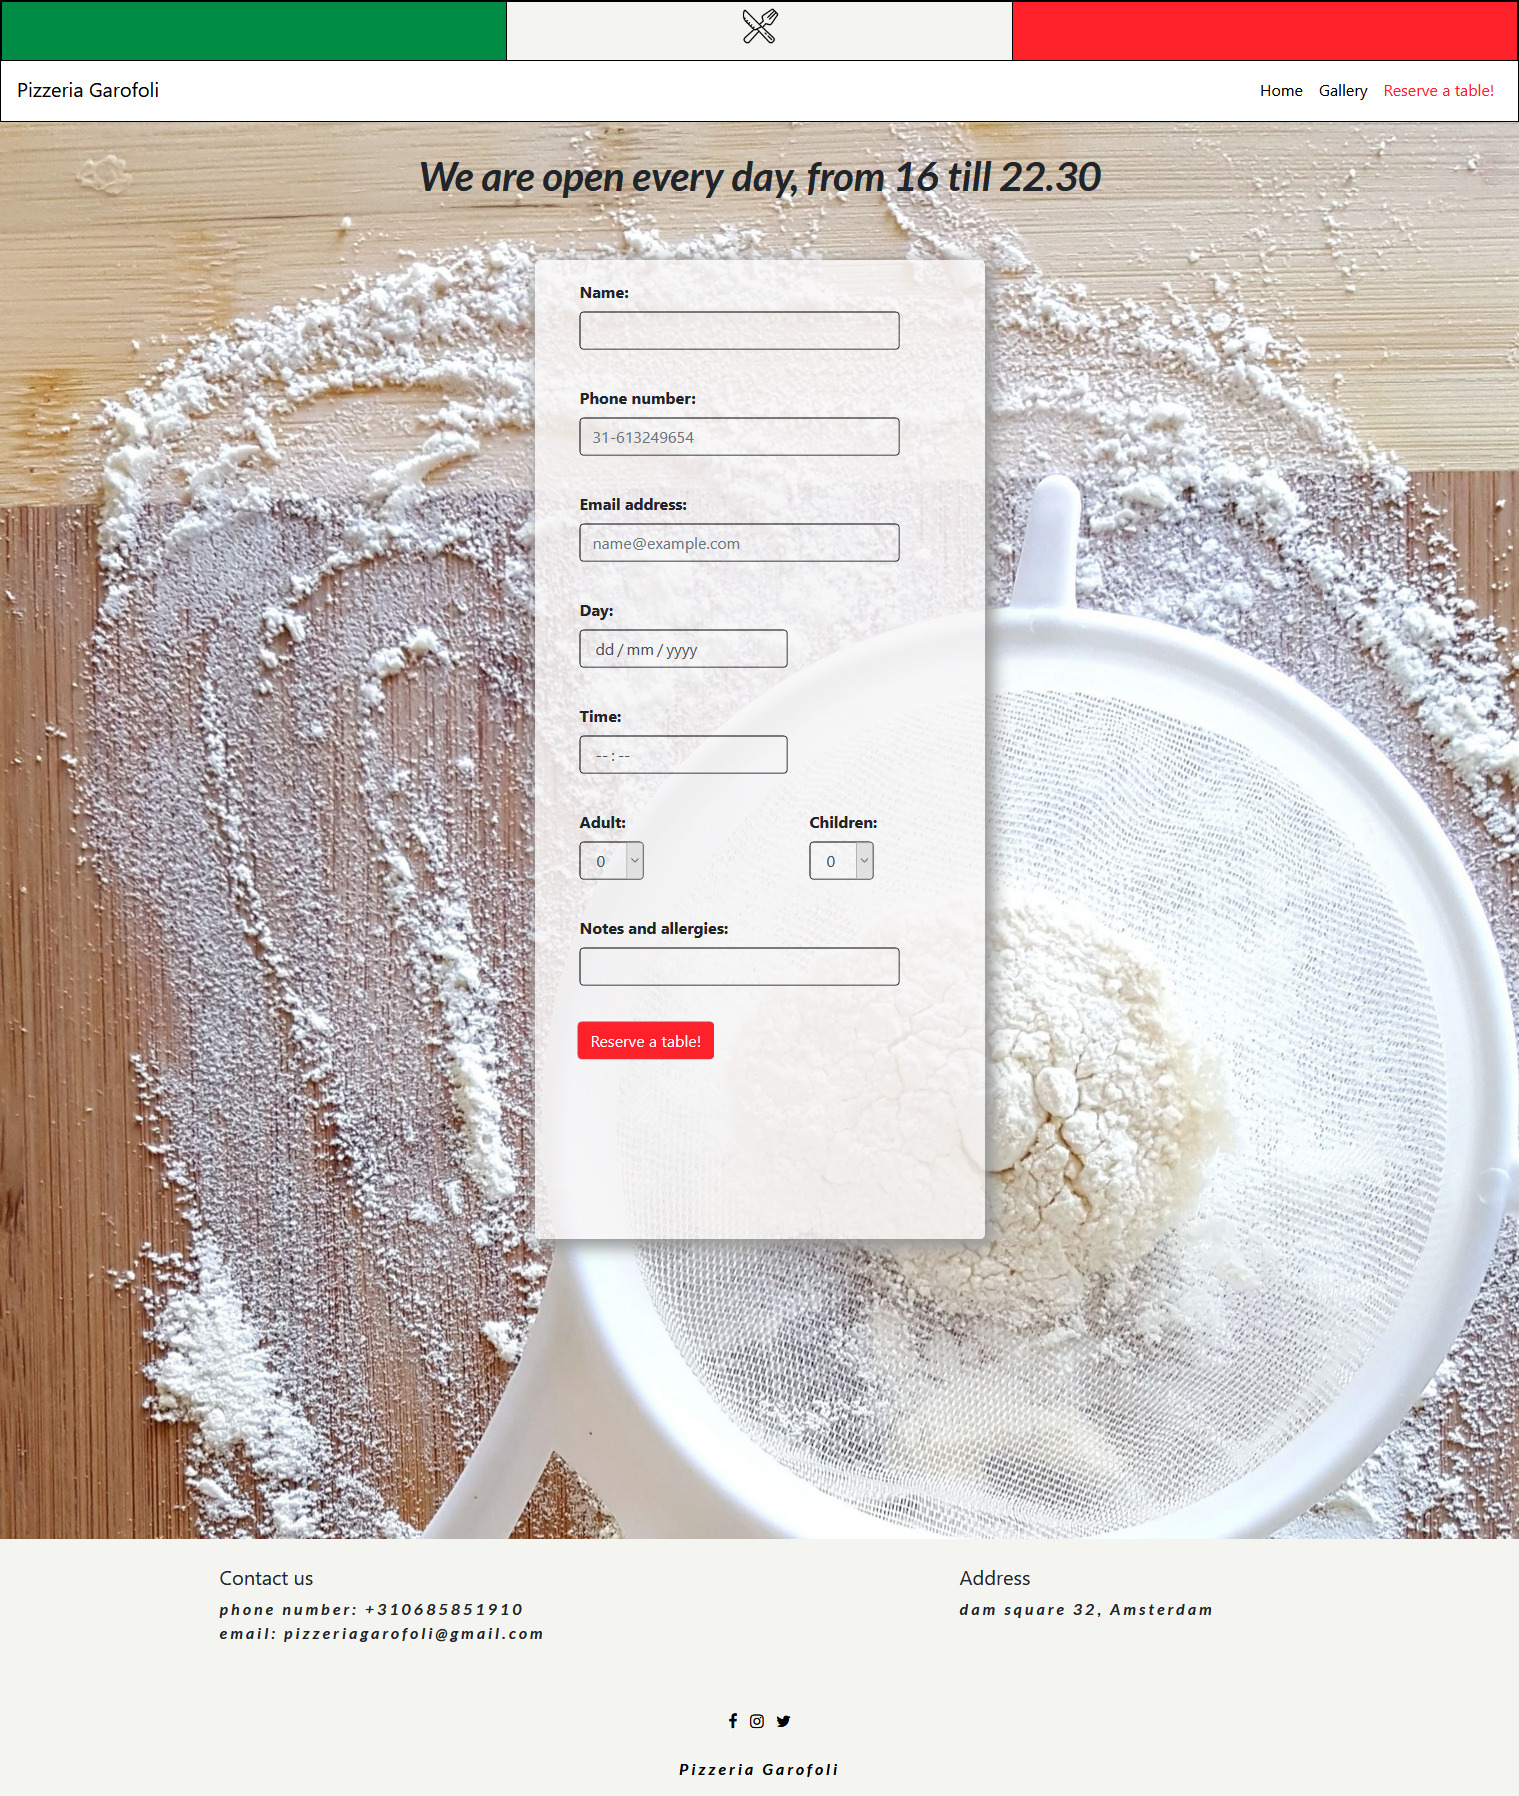 Pizzeria Garofoli
Home Gallery Reserve a table!
We are open every day, from 16 till 22.30
Name:
Phone number:
31-613249654
Email address:
name@example.com
Day:
dd / mm / yyyy
Time:
-- : --
Adult: Children:
0 0
Notes and allergies:
Reserve a table!
Contact us Address
phone number: +310685851910 dam square 32, Amsterdam
email: pizzeriagarofoli@gmail.com
Pizzeria Garofoli